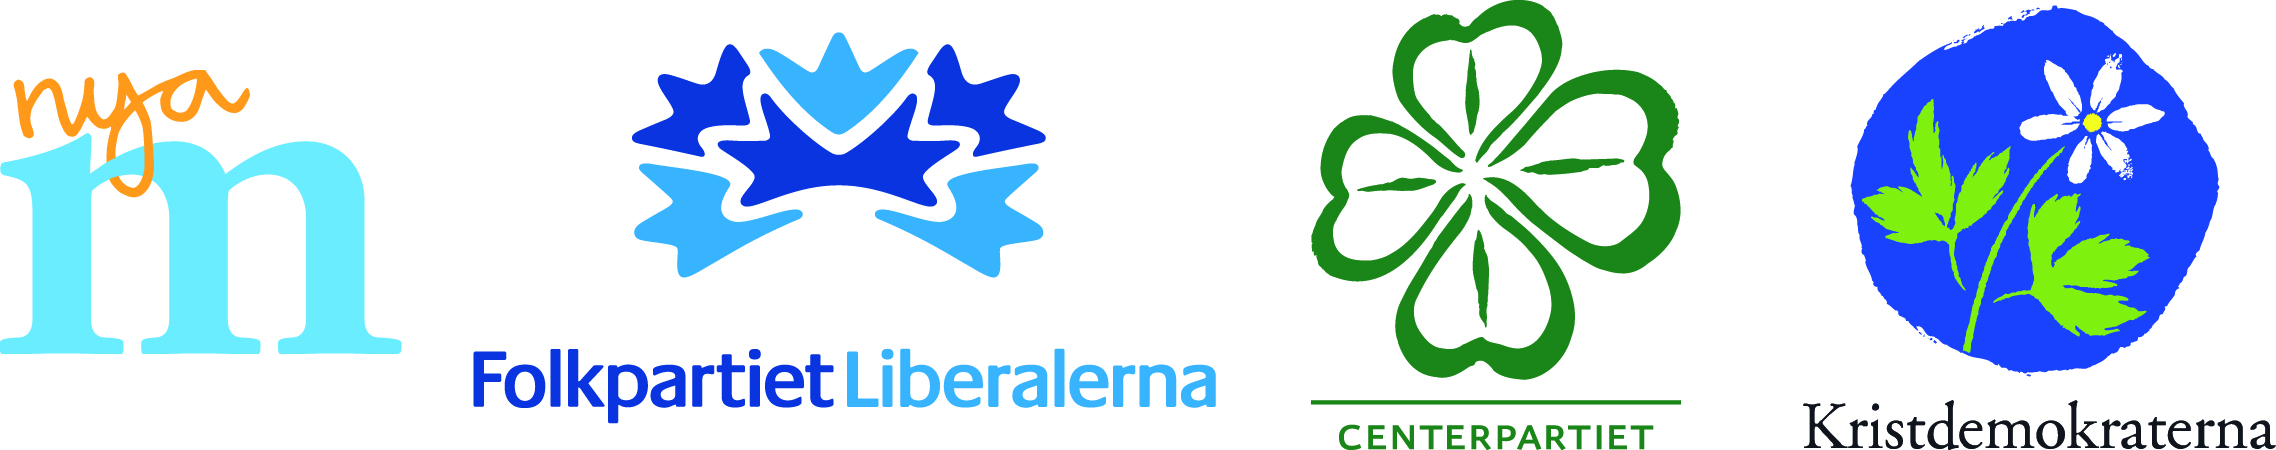 nya
m
Folkpartiet Liberalerna
CENTERPARTIET
Kristdemokraterna